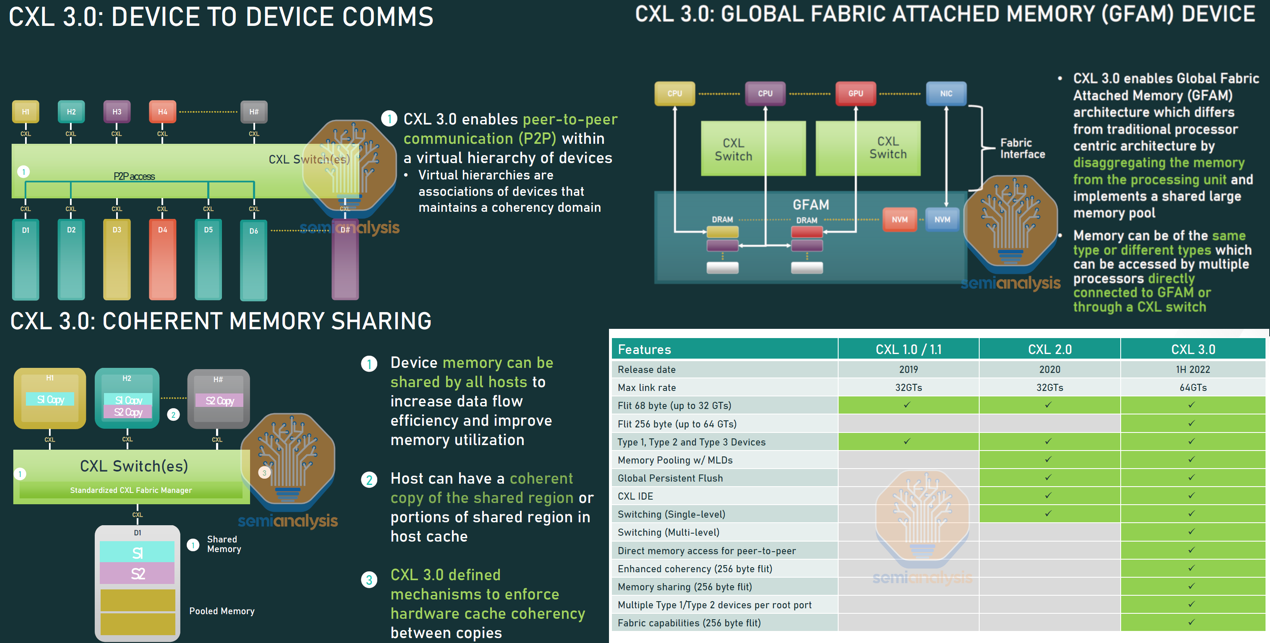 CXL 3.0: DEVICE TO DEVICE COMMS
H1 H2 H3 H4 H#
CXL CXL CXL CXL CXL
CXL Switch(es)
1
P2P access
CXL CXL CXL CXL CXL CXL CXL
D1 D2 D3 D4 D5 D6 D#
semianalysis
1 CXL 3.0 enables peer-to-peer
communication (P2P) within
a virtual hierarchy of devices
• Virtual hierarchies are
associations of devices that
maintains a coherency domain
CXL 3.0: GLOBAL FABRIC ATTACHED MEMORY (GFAM) DEVICE
CPU CPU GPU NIC
CXL
Switch
CXL
Switch
Fabric
Interface
GFAM
DRAM DRAM NVM NVM
semianalysis
• CXL 3.0 enables Global Fabric
Attached Memory (GFAM)
architecture which differs
from traditional processor
centric architecture by
disaggregating the memory
from the processing unit and
implements a shared large
memory pool
• Memory can be of the same
type or different types which
can be accessed by multiple
processors directly
connected to GFAM or
through a CXL switch
CXL 3.0: COHERENT MEMORY SHARING
H1 H2 H#
S1 Copy S1 Copy S2 Copy
S2 Copy
2
CXL CXL CXL
CXL Switch(es)
1 3
Standardized CXL Fabric Manager
CXL
D1
S1
S2
1 Shared
Memory
Pooled Memory
semianalysis
1 Device memory can be
shared by all hosts to
increase data flow
efficiency and improve
memory utilization
2 Host can have a coherent
copy of the shared region or
portions of shared region in
host cache
3 CXL 3.0 defined
mechanisms to enforce
hardware cache coherency
between copies
Features CXL 1.0 / 1.1 CXL 2.0 CXL 3.0
Release date 2019 2020 1H 2022
Max link rate 32GTs 32GTs 64GTs
Flit 68 byte (up to 32 GTs) ✓ ✓ ✓
Flit 256 byte (up to 64 GTs) ✓
Type 1, Type 2 and Type 3 Devices ✓ ✓ ✓
Memory Pooling w/ MLDs ✓ ✓
Global Persistent Flush ✓ ✓
CXL IDE ✓ ✓
Switching (Single-level) ✓ ✓
Switching (Multi-level) ✓
Direct memory access for peer-to-peer ✓
Enhanced coherency (256 byte flit) ✓
Memory sharing (256 byte flit) ✓
Multiple Type 1/Type 2 devices per root port ✓
Fabric capabilities (256 byte flit) ✓
semianalysis